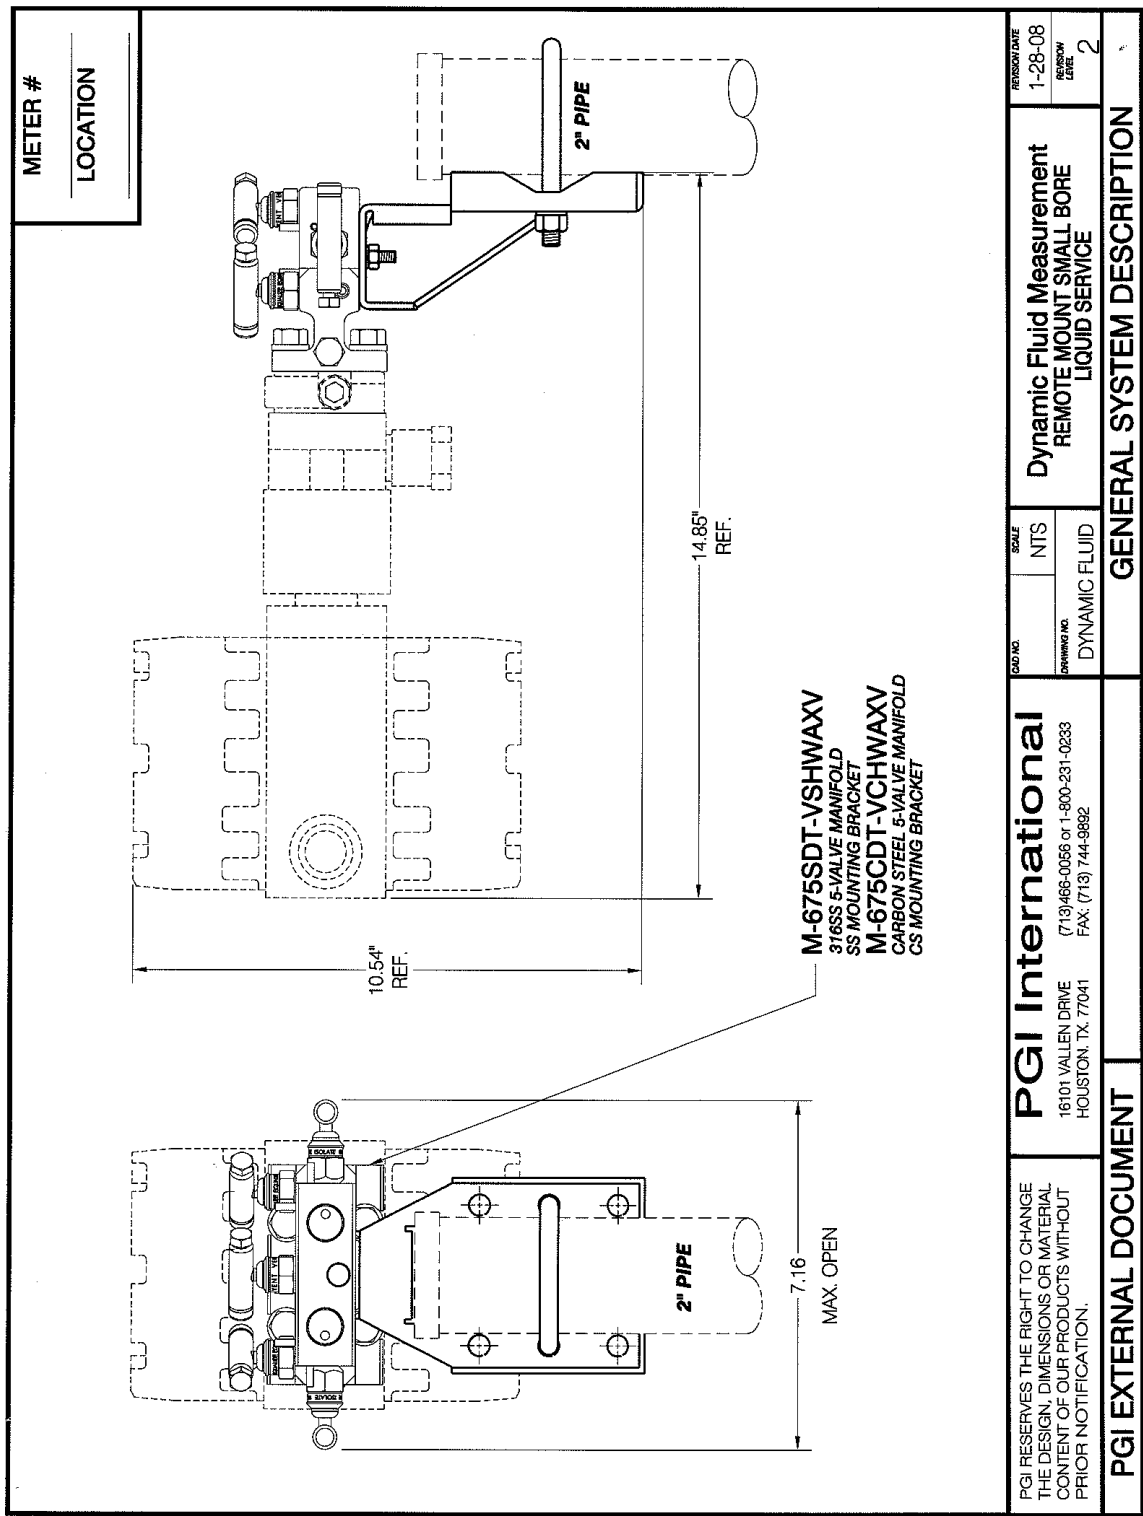 METER #
LOCATION
2" PIPE
14.85"
REF.
10.54"
REF.
M-675SDT-VSHWAXV
316SS 5-VALVE MANIFOLD
SS MOUNTING BRACKET
M-675CDT-VCHWAXV
CARBON STEEL 5-VALVE MANIFOLD
CS MOUNTING BRACKET
ISOLATE
ISOLATE
2" PIPE
7.16
MAX. OPEN
PGI RESERVES THE RIGHT TO CHANGE
THE DESIGN, DIMENSIONS OR MATERIAL
CONTENT OF OUR PRODUCTS WITHOUT
PRIOR NOTIFICATION.
PGI International
16101 VALLEN DRIVE (713)466-0056 or 1-800-231-0233
HOUSTON, TX. 77041 FAX: (713) 744-9892
CAD NO.
SCALE
NTS
DRAWING NO.
DYNAMIC FLUID
Dynamic Fluid Measurement
REMOTE MOUNT SMALL BORE
LIQUID SERVICE
REVISION DATE
1-28-08
REVISION
LEVEL
2
PGI EXTERNAL DOCUMENT
GENERAL SYSTEM DESCRIPTION